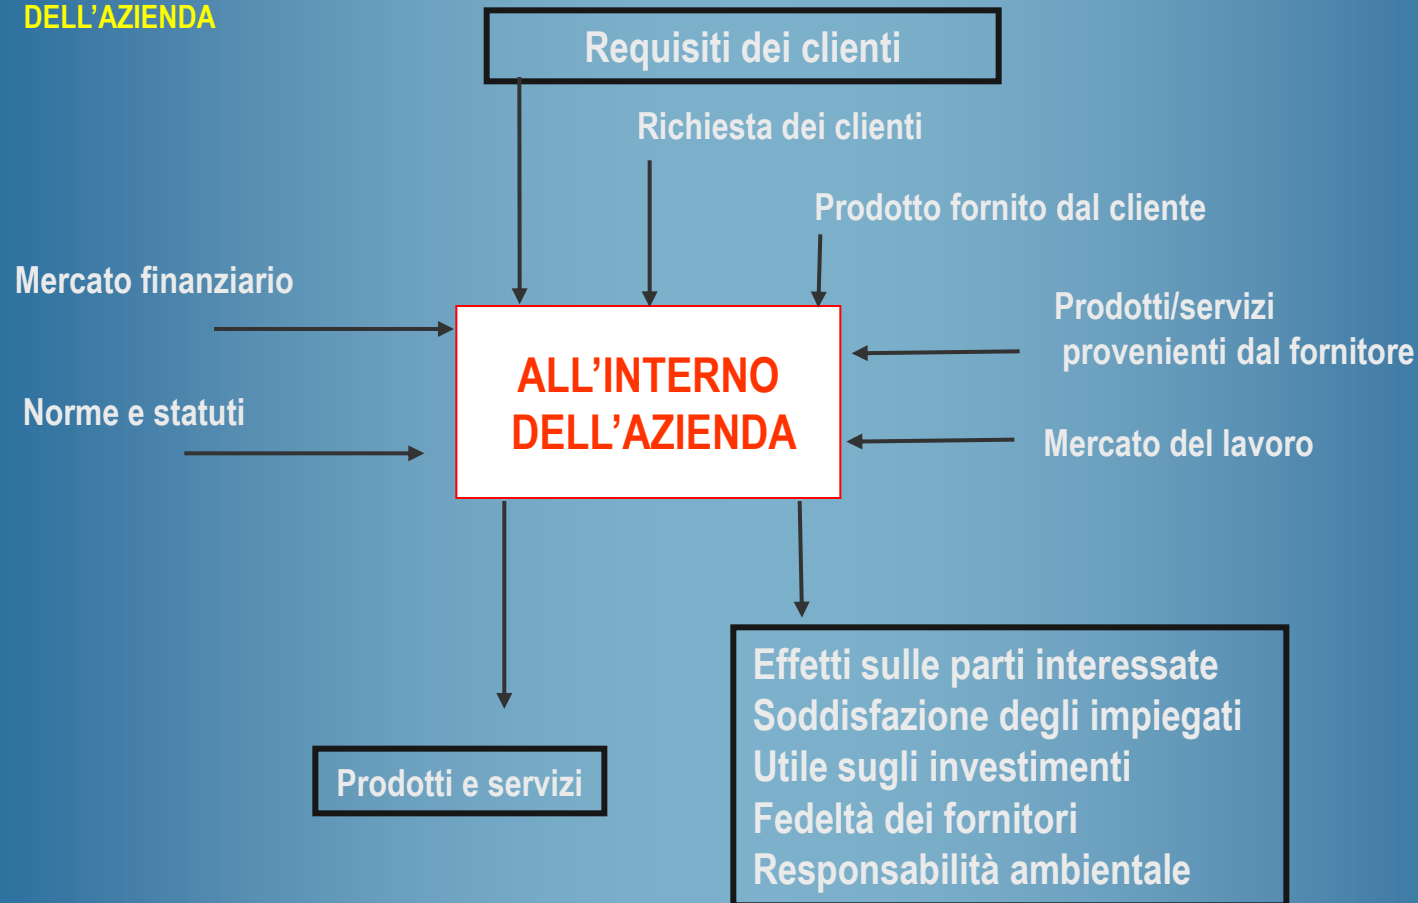 DELL’AZIENDA
Requisiti dei clienti
Richiesta dei clienti
Prodotto fornito dal cliente
Mercato finanziario
Prodotti/servizi
provenienti dal fornitore
ALL’INTERNO
DELL’AZIENDA
Norme e statuti
Mercato del lavoro
Effetti sulle parti interessate
Soddisfazione degli impiegati
Utile sugli investimenti
Fedeltà dei fornitori
Responsabilità ambientale
Prodotti e servizi